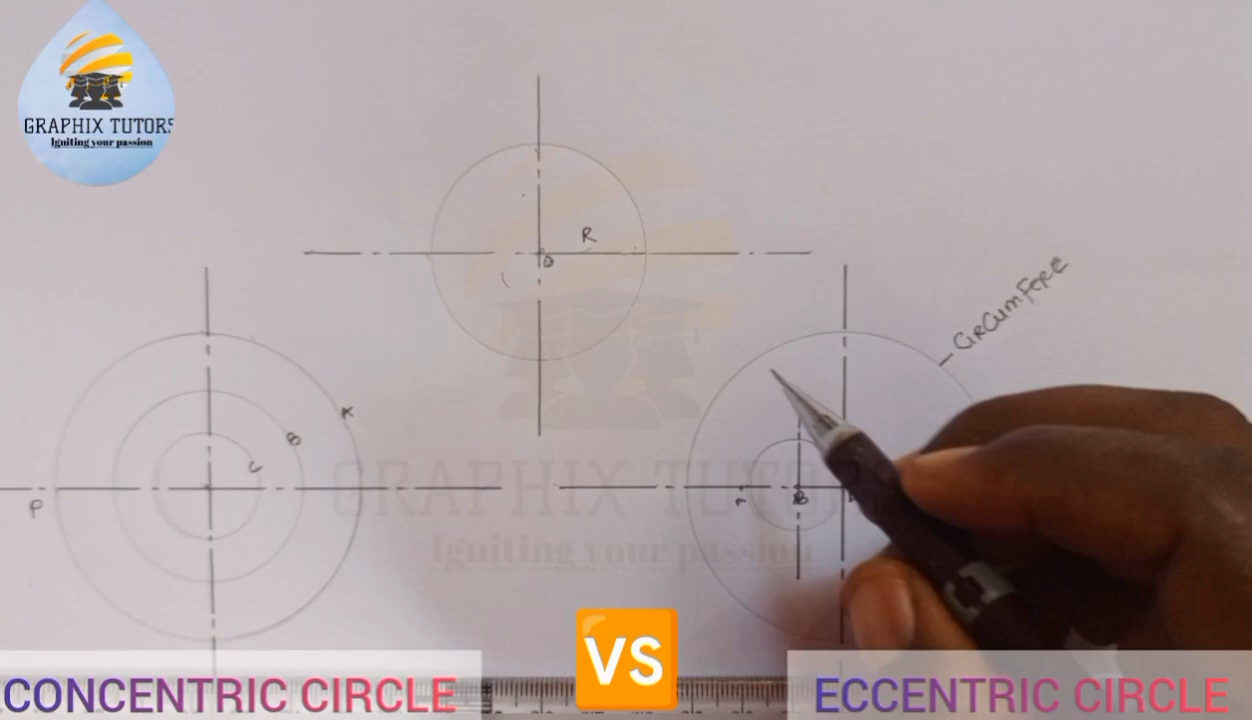 GRAPHIX TUTORS
Igniting your passion
R
CIRCUMFERE
A
B
C
P
B
GRAPHIX TUTORS
Igniting your passion
VS
CONCENTRIC CIRCLE
ECCENTRIC CIRCLE